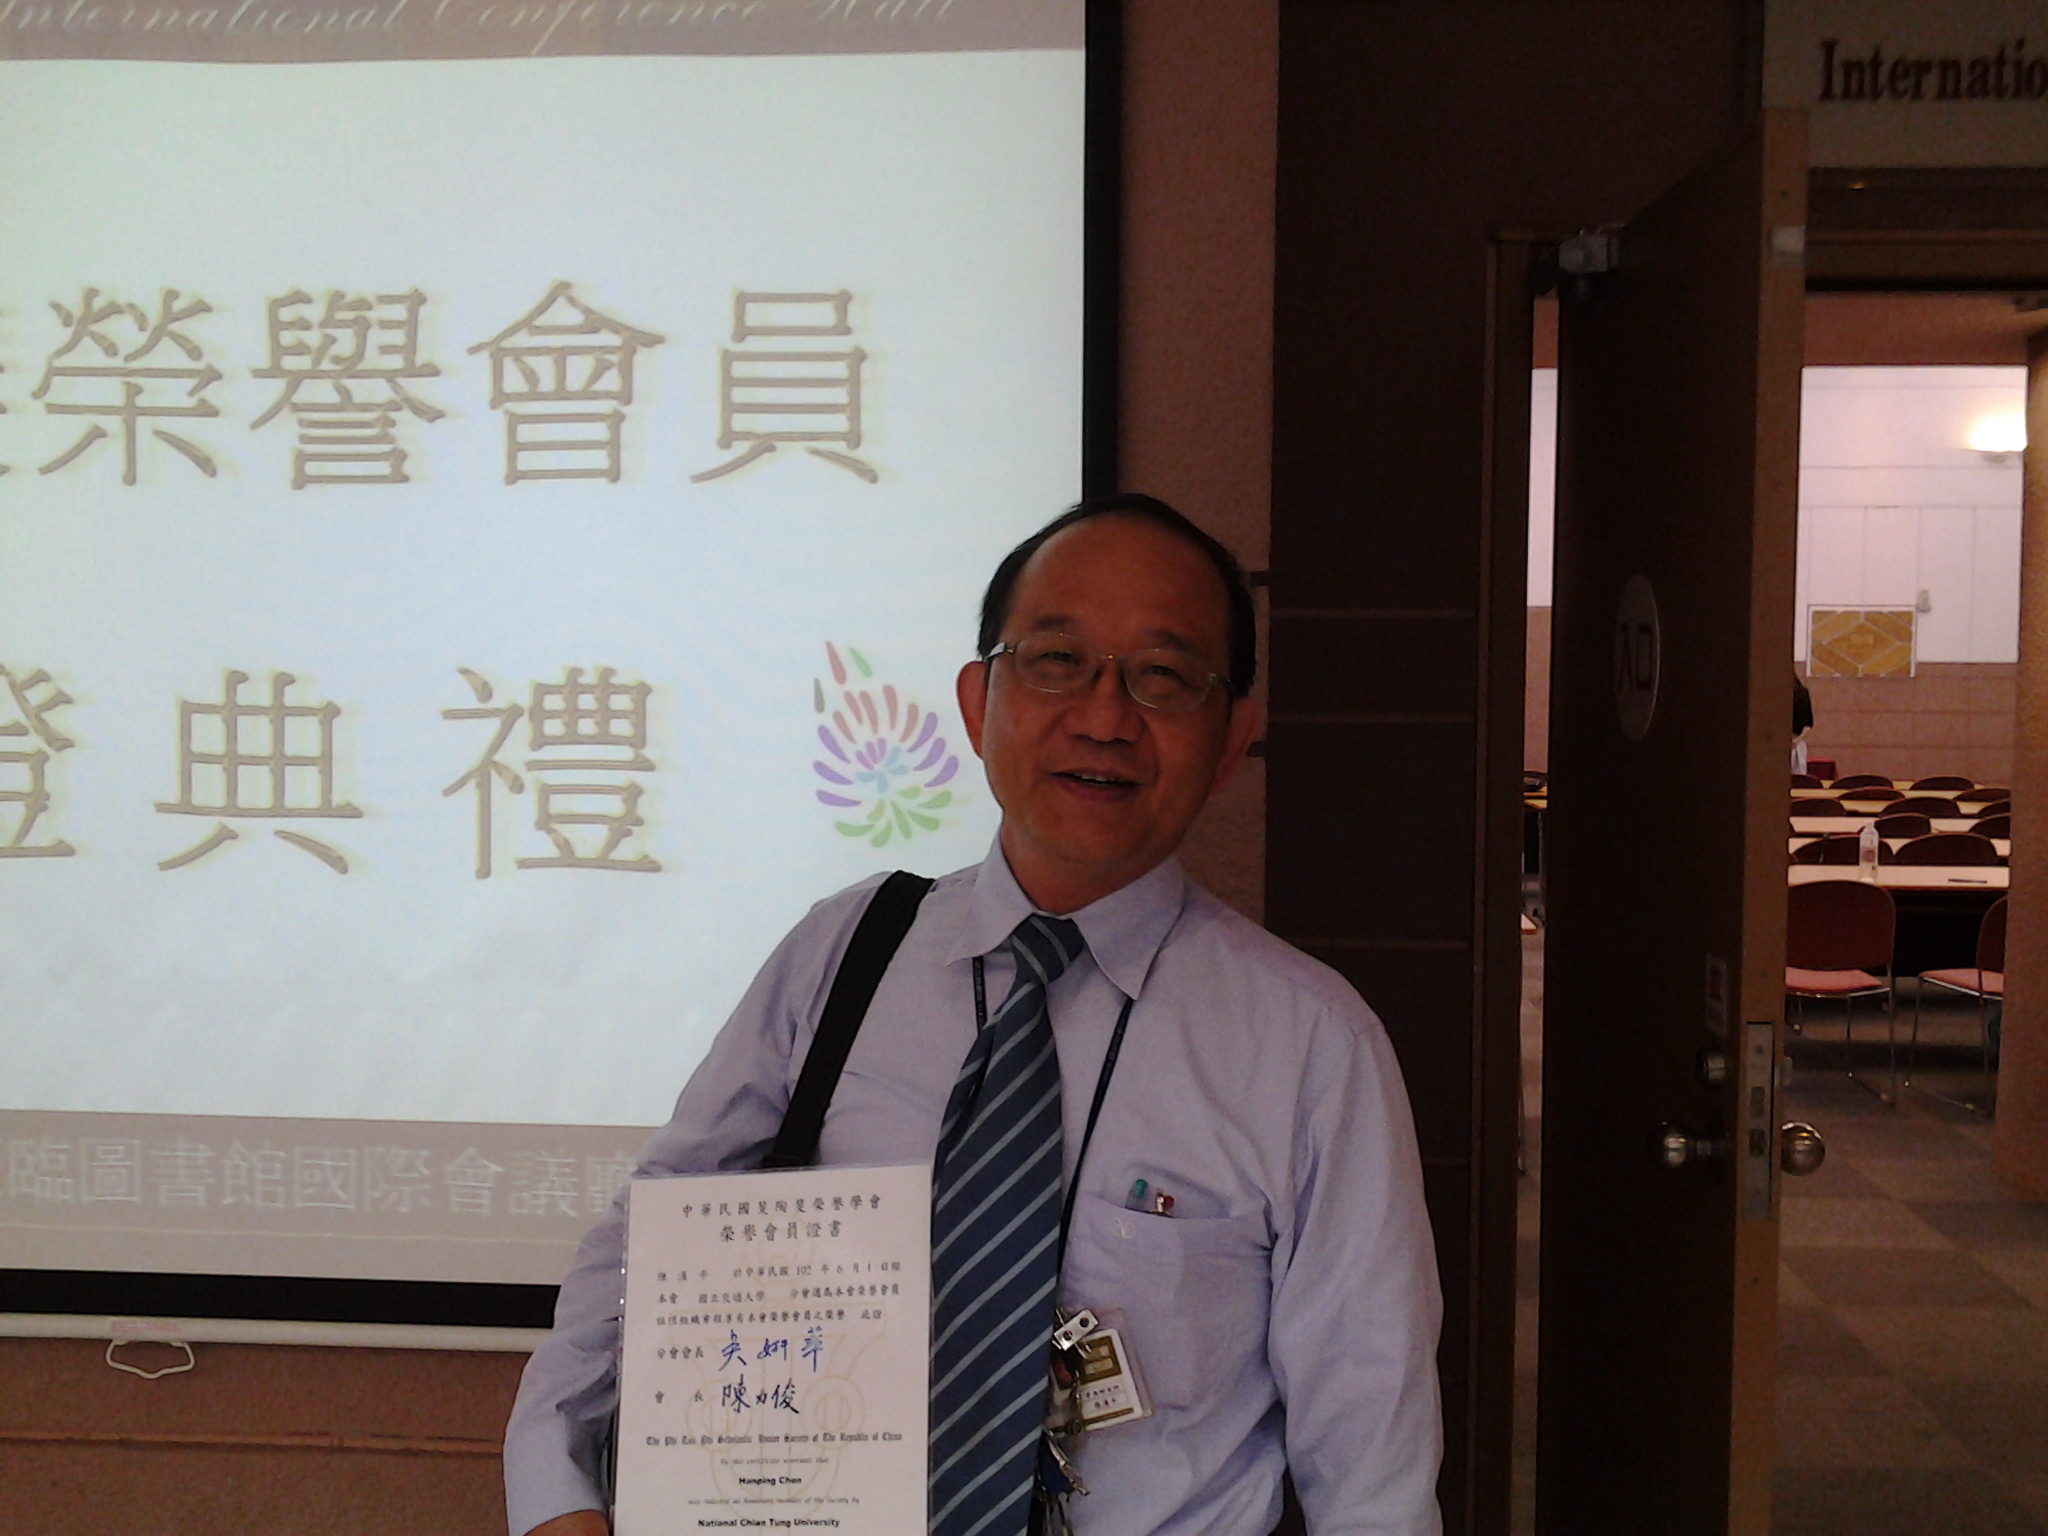 International Conference Hall
Internatio
榮譽會員
證典禮
入口
臨圖書館國際會議廳
中華民國斐陶斐榮譽學會
榮譽會員證書
陳漢平 於中華民國 102 年 6 月 1 日經
本會 國立交通大學 分會選為本會榮譽會員
此證
分會會長 吳妍華
會 長 陳力俊
The Phi Tau Phi Scholastic Honor Society of The Republic of China
by this certificate witnesseth that
Hanping Chen
was inducted an honorary member of the Society by
National Chiao Tung University